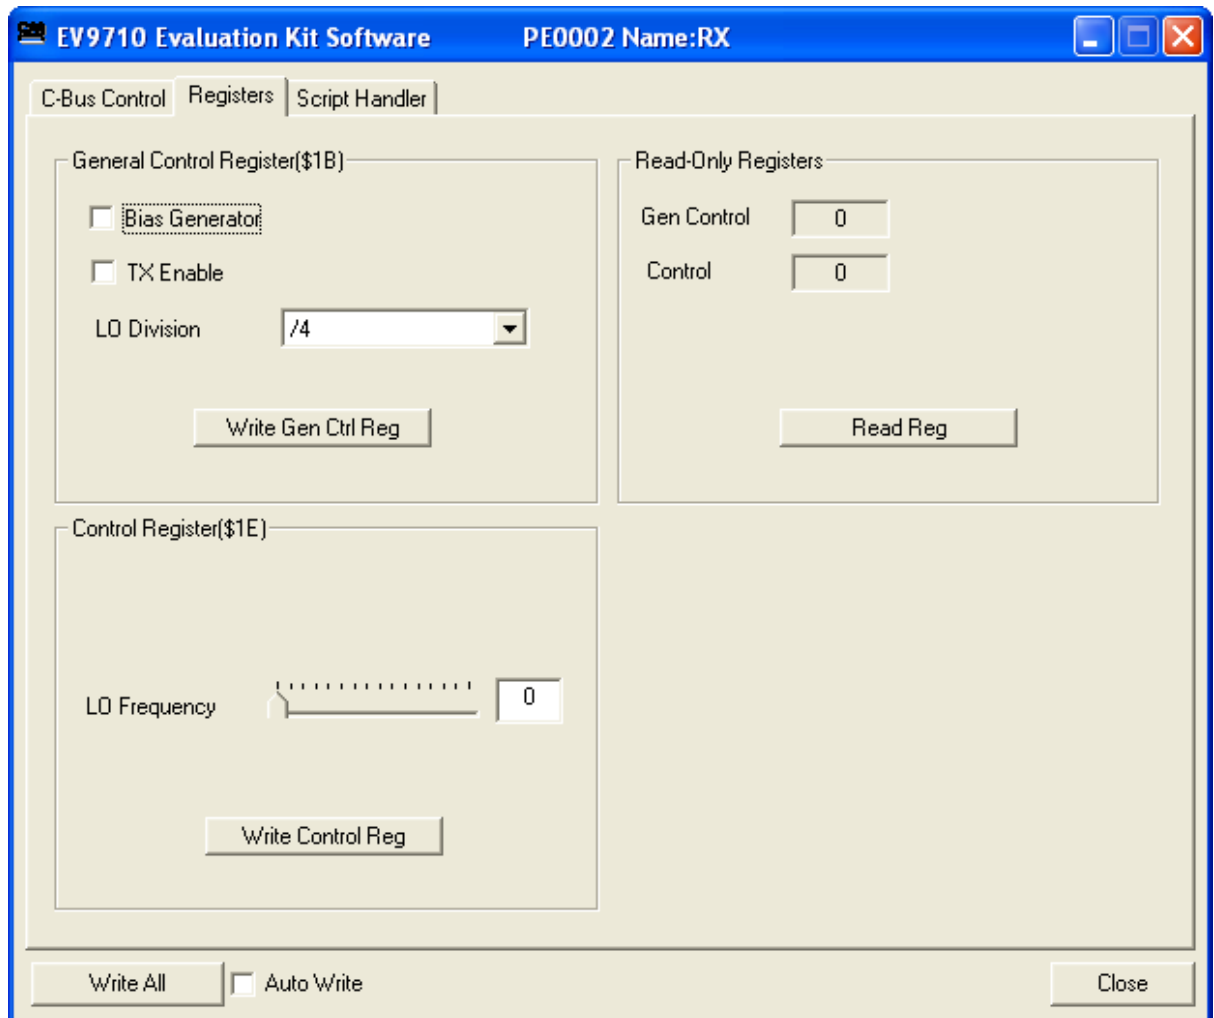 EV9710 Evaluation Kit Software PE0002 Name:RX
C-Bus Control Registers Script Handler
General Control Register($1B)
Bias Generator
TX Enable
LO Division /4
Write Gen Ctrl Reg
Read-Only Registers
Gen Control 0
Control 0
Read Reg
Control Register($1E)
LO Frequency 0
Write Control Reg
Write All Auto Write Close